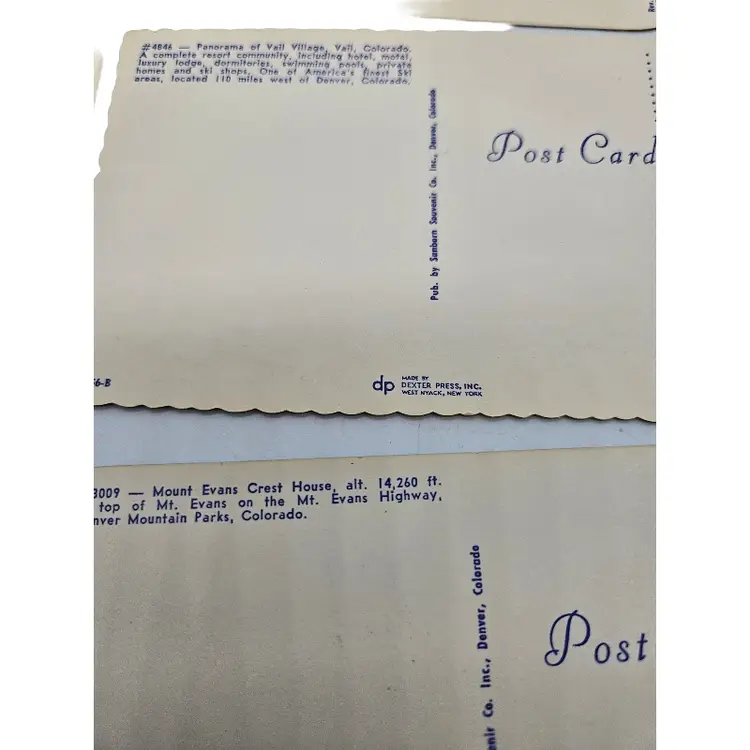 #4846 — Panorama of Vail Village, Vail, Colorado.
A complete resort community, including hotel, motel,
luxury lodge, dormitories, swimming pools, private
homes and ski shops. One of America's finest Ski
areas, located 110 miles west of Denver, Colorado.
Post Card
Pub. by Sanborn Souvenir Co. Inc., Denver, Colorado
6-B
dp
MADE BY
DEXTER PRESS, INC.
WEST NYACK, NEW YORK
3009 — Mount Evans Crest House, alt. 14,260 ft.
top of Mt. Evans on the Mt. Evans Highway,
nver Mountain Parks, Colorado.
Post
enir Co. Inc., Denver, Colorado